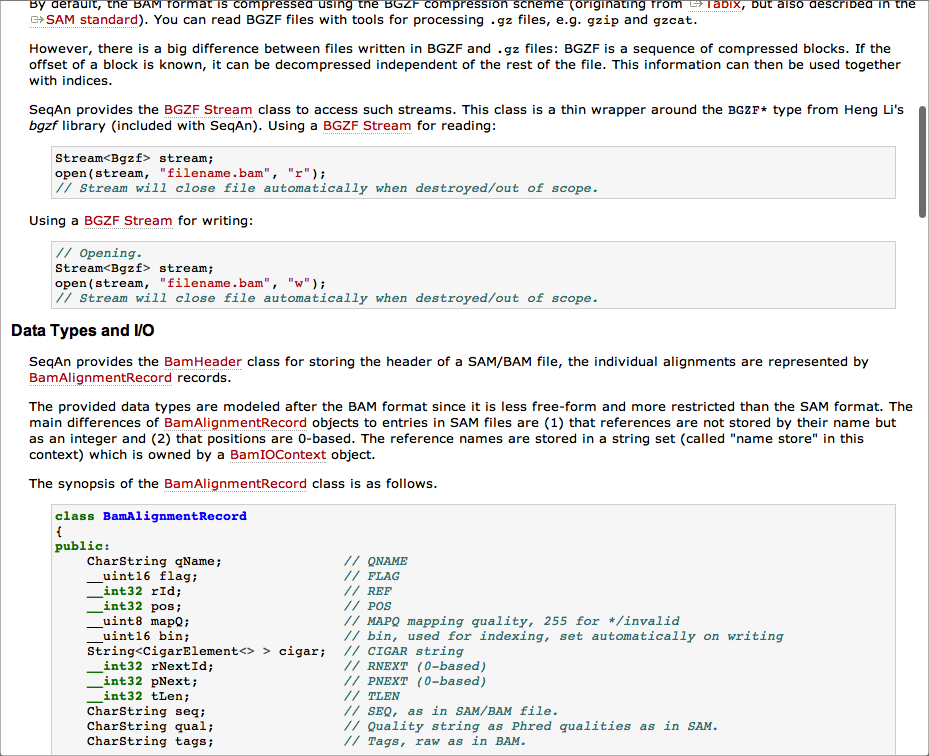 By default, the BAM format is compressed using the BGZF compression scheme (originating from Tabix, but also described in the
SAM standard). You can read BGZF files with tools for processing .gz files, e.g. gzip and gzcat.
However, there is a big difference between files written in BGZF and .gz files: BGZF is a sequence of compressed blocks. If the
offset of a block is known, it can be decompressed independent of the rest of the file. This information can then be used together
with indices.
SeqAn provides the BGZF Stream class to access such streams. This class is a thin wrapper around the BGZF* type from Heng Li's
bgzf library (included with SeqAn). Using a BGZF Stream for reading:
Stream<Bgzf> stream;
open(stream, "filename.bam", "r");
// Stream will close file automatically when destroyed/out of scope.
Using a BGZF Stream for writing:
// Opening.
Stream<Bgzf> stream;
open(stream, "filename.bam", "w");
// Stream will close file automatically when destroyed/out of scope.
Data Types and I/O
SeqAn provides the BamHeader class for storing the header of a SAM/BAM file, the individual alignments are represented by
BamAlignmentRecord records.
The provided data types are modeled after the BAM format since it is less free-form and more restricted than the SAM format. The
main differences of BamAlignmentRecord objects to entries in SAM files are (1) that references are not stored by their name but
as an integer and (2) that positions are 0-based. The reference names are stored in a string set (called "name store" in this
context) which is owned by a BamIOContext object.
The synopsis of the BamAlignmentRecord class is as follows.
class BamAlignmentRecord
{
public:
    CharString qName;               // QNAME
    __uint16 flag;                  // FLAG
    __int32 rId;                    // REF
    __int32 pos;                    // POS
    __uint8 mapQ;                   // MAPQ mapping quality, 255 for */invalid
    __uint16 bin;                   // bin, used for indexing, set automatically on writing
    String<CigarElement<> > cigar;  // CIGAR string
    __int32 rNextId;                // RNEXT (0-based)
    __int32 pNext;                  // PNEXT (0-based)
    __int32 tLen;                   // TLEN
    CharString seq;                 // SEQ, as in SAM/BAM file.
    CharString qual;                // Quality string as Phred qualities as in SAM.
    CharString tags;                // Tags, raw as in BAM.